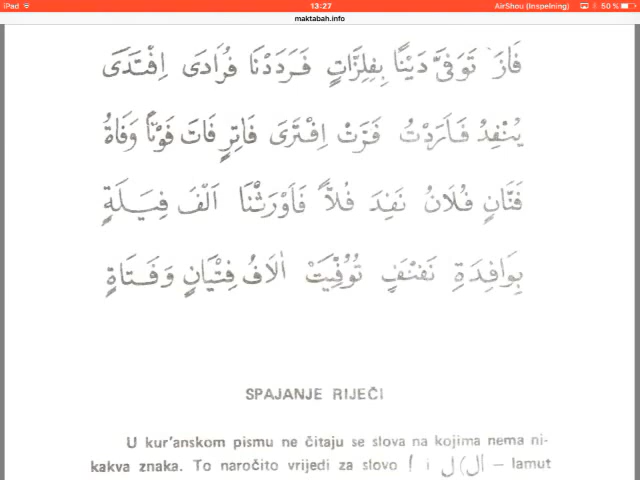 iPad 13:27 AirShou (Inspelning) 50 %
maktabah.info
فَازَ تَوَفَّى دَيْنًا بِفِلِزَّاتٍ فَرَدَدْنَا فُرَادَى اِفْتَدَى
يُنْفِدُ فَارَدْتُ فَزَتْ اِفْتَرَى فَاتِرٍ فَاتَ فَوْتًا وَفَاةُ
فَنَّانٍ فُلَانُ نَفِدَ فُلًّا فَاَوْرَثْنَا اَلْفَ فِيَلَةٍ
بِوَافِدَةِ نَفْنَفٍ تُوُفِّيَتْ اٰلَافُ فِتْيَانٍ وَفَتَاةٍ
SPAJANJE RIJEČI
U kur'anskom pismu ne čitaju se slova na kojima nema ni-
kakva znaka. To naročito vrijedi za slovo ا i ال (ل) – lamut